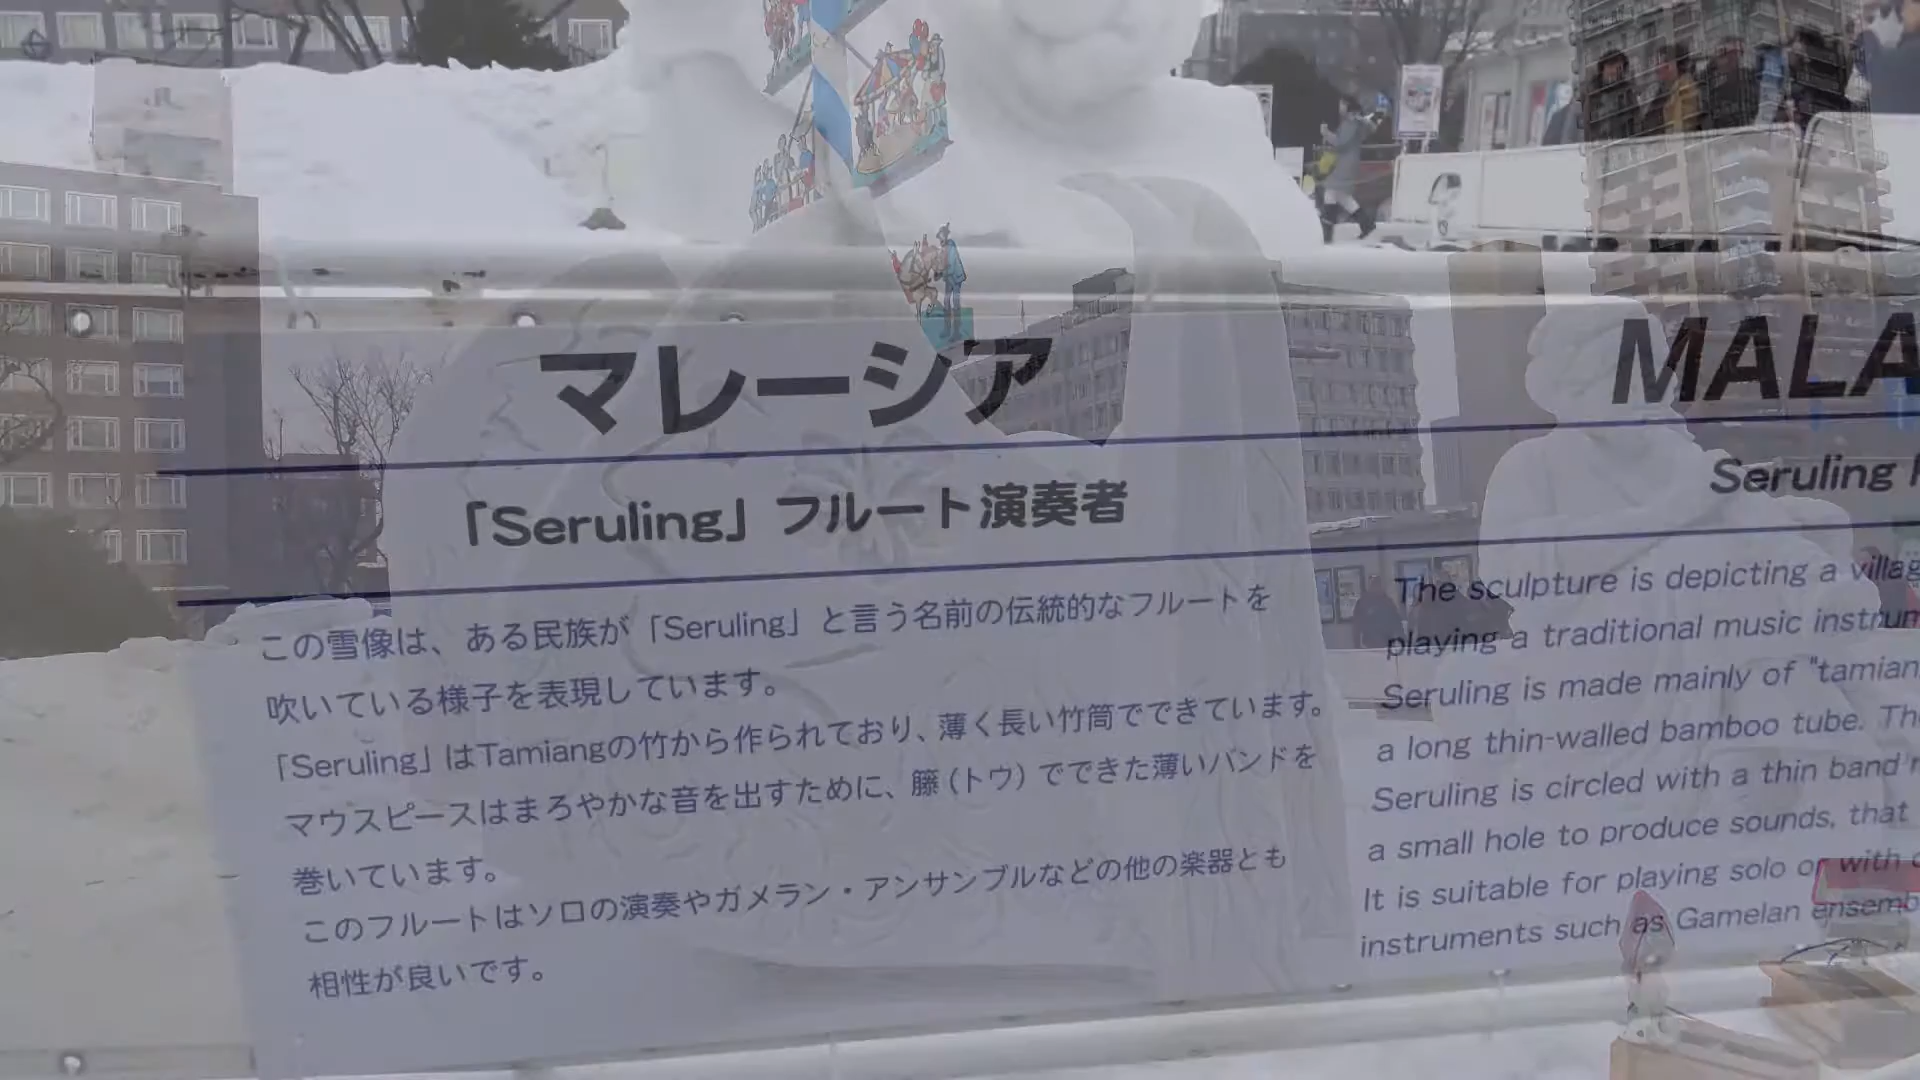 マレーシア
「Seruling」フルート演奏者
この雪像は、ある民族が「Seruling」と言う名前の伝統的なフルートを
吹いている様子を表現しています。
「Seruling」はTamiangの竹から作られており、薄く長い竹筒でできています。
マウスピースはまろやかな音を出すために、籐(トウ)でできた薄いバンドを
巻いています。
このフルートはソロの演奏やガメラン・アンサンブルなどの他の楽器とも
相性が良いです。
MALA
Seruling
The sculpture is depicting a villag
playing a traditional music instrum
Seruling is made mainly of "tamian
a long thin-walled bamboo tube. Th
Seruling is circled with a thin band
a small hole to produce sounds, that
It is suitable for playing solo or with
instruments such as Gamelan ensemb